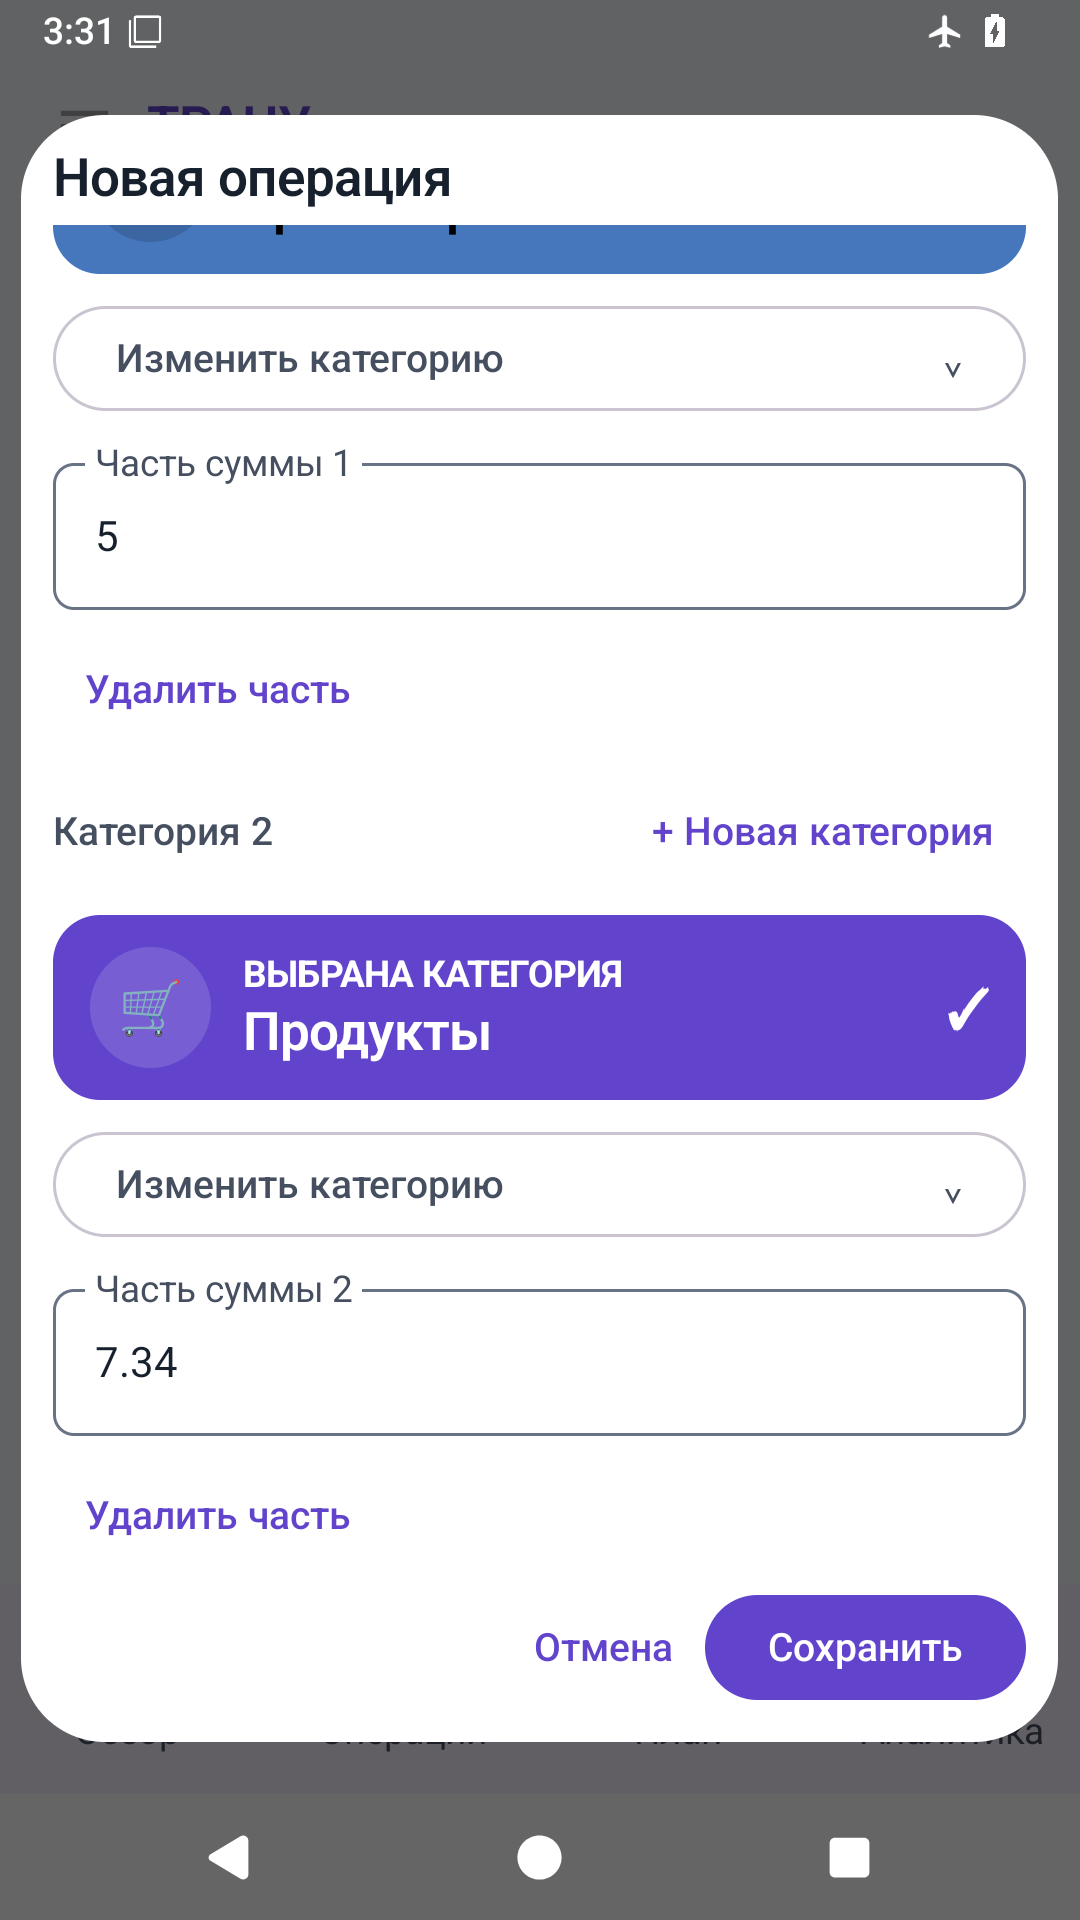 3:31
Новая операция
Изменить категорию
Часть суммы 1
5
Удалить часть
Категория 2
+ Новая категория
ВЫБРАНА КАТЕГОРИЯ
Продукты
Изменить категорию
Часть суммы 2
7.34
Удалить часть
Отмена
Сохранить